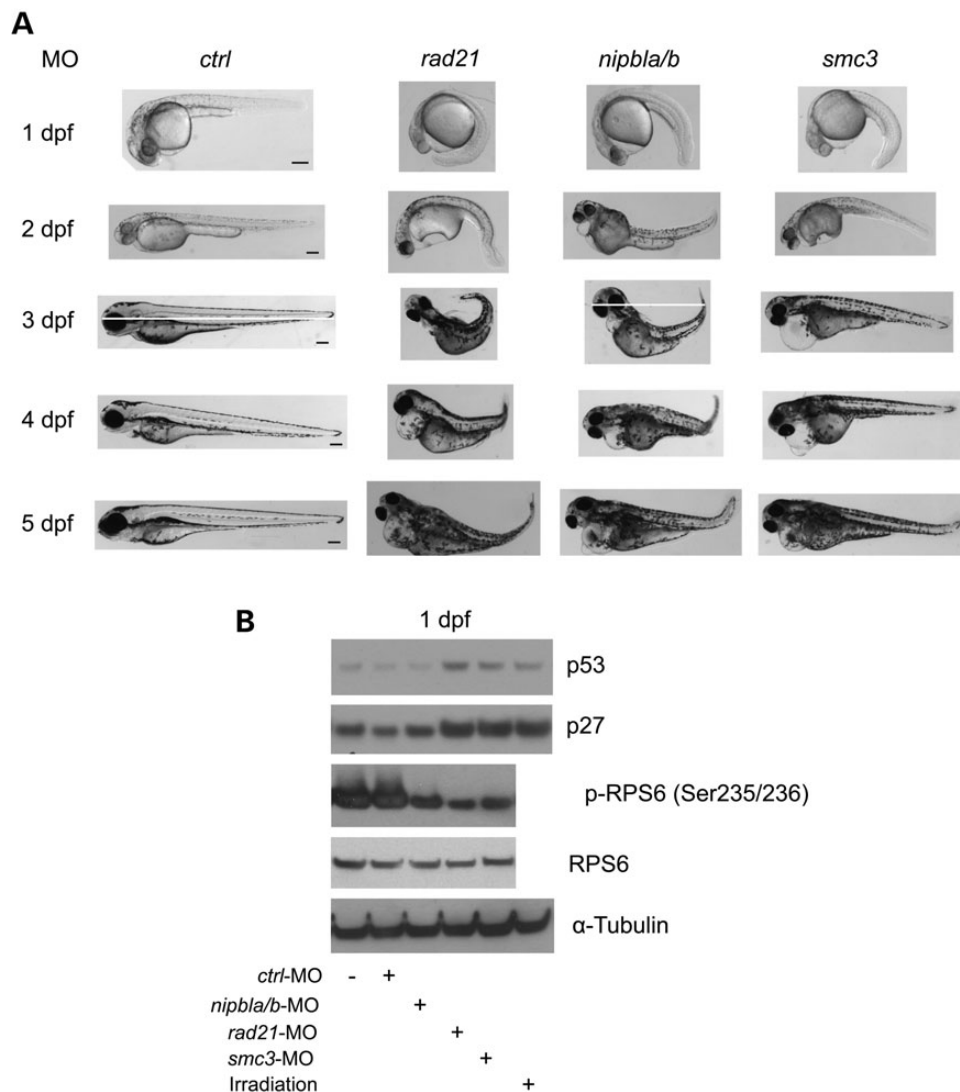 A
MO ctrl rad21 nipbla/b smc3
1 dpf
2 dpf
3 dpf
4 dpf
5 dpf
B 1 dpf
p53
p27
p-RPS6 (Ser235/236)
RPS6
α-Tubulin
ctrl-MO - +
nipbla/b-MO +
rad21-MO +
smc3-MO +
Irradiation +